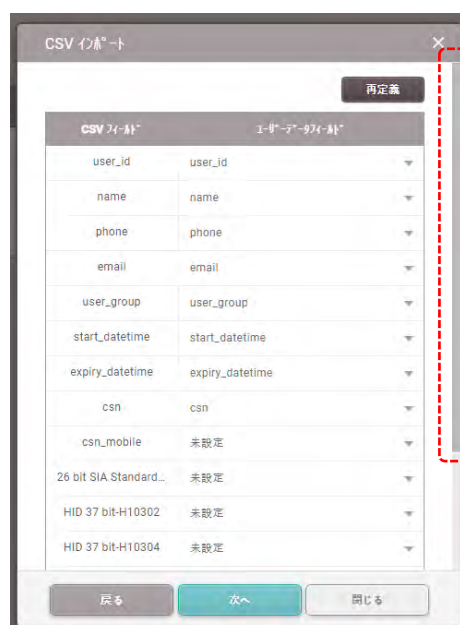 CSV ｲﾝﾎﾟｰﾄ
再定義
CSV ﾌｨｰﾙﾄﾞ ﾕｰｻﾞｰﾃﾞｰﾀﾌｨｰﾙﾄﾞ
user_id user_id
name name
phone phone
email email
user_group user_group
start_datetime start_datetime
expiry_datetime expiry_datetime
csn csn
csn_mobile 未設定
26 bit SIA Standard... 未設定
HID 37 bit-H10302 未設定
HID 37 bit-H10304 未設定
戻る 次へ 閉じる